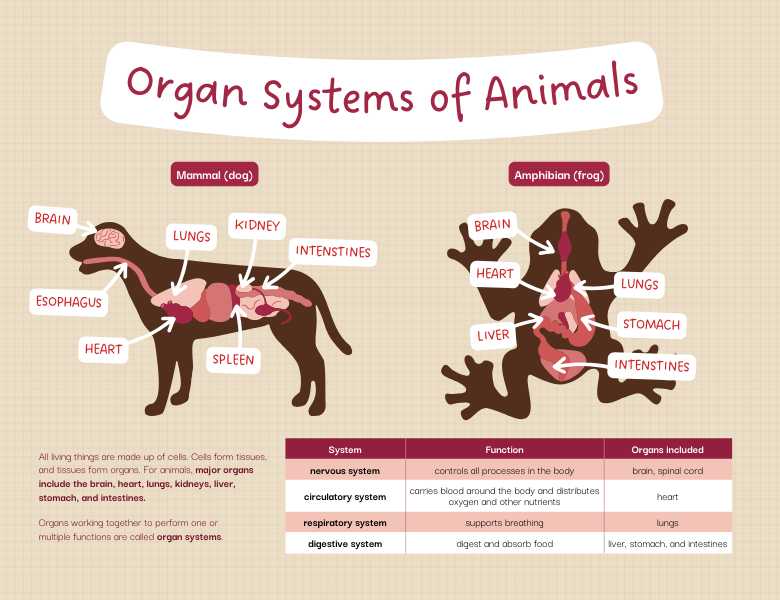 Organ Systems of Animals
Mammal (dog)
BRAIN
LUNGS
KIDNEY
INTENSTINES
ESOPHAGUS
HEART
SPLEEN
Amphibian (frog)
BRAIN
HEART
LUNGS
LIVER
STOMACH
INTENSTINES
All living things are made up of cells. Cells form tissues,
and tissues form organs. For animals, major organs
include the brain, heart, lungs, kidneys, liver,
stomach, and intestines.
Organs working together to perform one or
multiple functions are called organ systems.
System Function Organs included
nervous system controls all processes in the body brain, spinal cord
circulatory system carries blood around the body and distributes
oxygen and other nutrients heart
respiratory system supports breathing lungs
digestive system digest and absorb food liver, stomach, and intestines